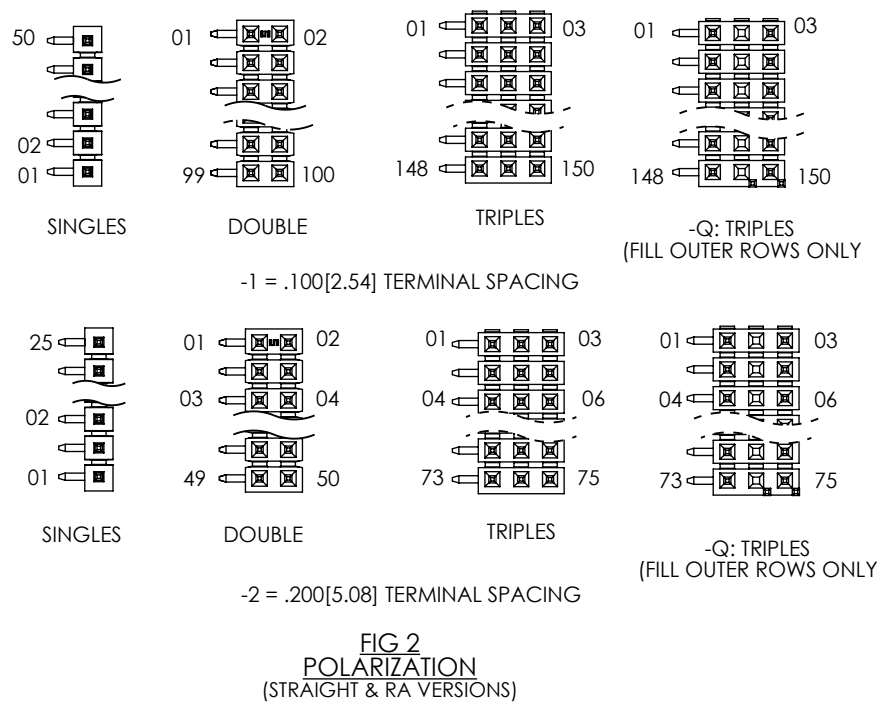 50 01 02 01 03 01 03
02
01 99 100 148 150 148 150
SINGLES DOUBLE TRIPLES -Q: TRIPLES
(FILL OUTER ROWS ONLY
-1 = .100[2.54] TERMINAL SPACING
25 01 02 01 03 01 03
03 04 04 06 04 06
02
01 49 50 73 75 73 75
SINGLES DOUBLE TRIPLES -Q: TRIPLES
(FILL OUTER ROWS ONLY
-2 = .200[5.08] TERMINAL SPACING
FIG 2
POLARIZATION
(STRAIGHT & RA VERSIONS)